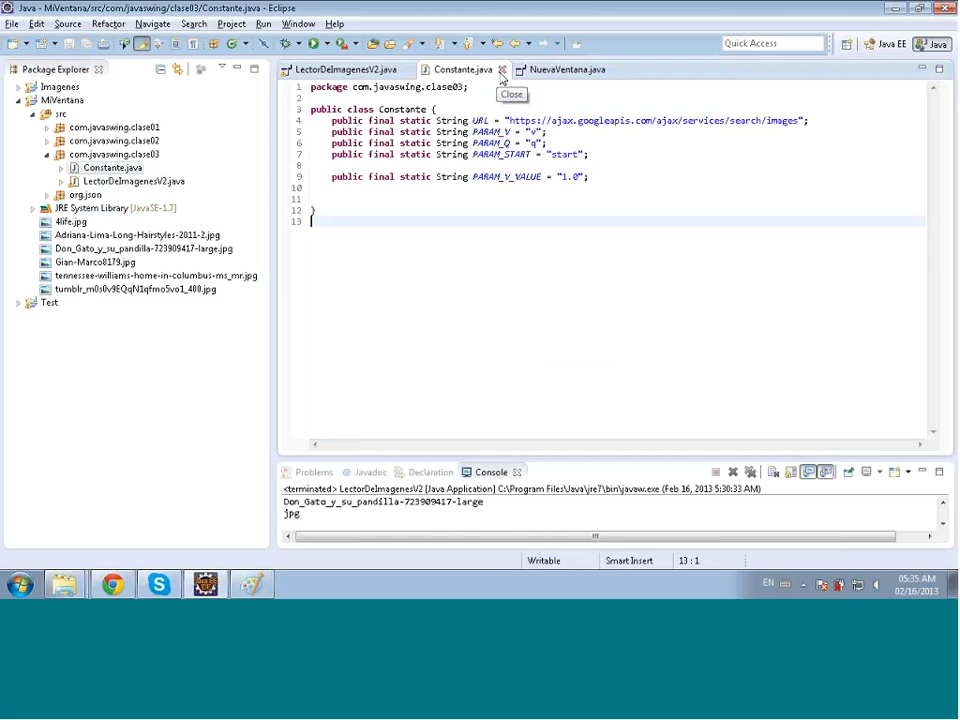 Java - MiVentana/src/com/javaswing/clase03/Constante.java - Eclipse
File Edit Source Refactor Navigate Search Project Run Window Help
Quick Access Java EE Java
Package Explorer
LectorDeImagenesV2.java Constante.java NuevaVentana.java
Close
Imagenes
MiVentana
src
com.javaswing.clase01
com.javaswing.clase02
com.javaswing.clase03
Constante.java
LectorDeImagenesV2.java
org.json
JRE System Library [JavaSE-1.7]
4life.jpg
Adriana-Lima-Long-Hairstyles-2011-2.jpg
Don_Gato_y_su_pandilla-723909417-large.jpg
Gian-Marco8179.jpg
tennessee-williams-home-in-columbus-ms_mr.jpg
tumblr_m0s0v9EQqN1qfmo5vo1_400.jpg
Test
1 package com.javaswing.clase03;
2
3 public class Constante {
4 public final static String URL = "https://ajax.googleapis.com/ajax/services/search/images";
5 public final static String PARAM_V = "v";
6 public final static String PARAM_Q = "q";
7 public final static String PARAM_START = "start";
8
9 public final static String PARAM_V_VALUE = "1.0";
10
11
12 }
13
Problems Javadoc Declaration Console
<terminated> LectorDeImagenesV2 [Java Application] C:\Program Files\Java\jre7\bin\javaw.exe (Feb 16, 2013 5:30:33 AM)
Don_Gato_y_su_pandilla-723909417-large
jpg
Writable Smart Insert 13 : 1
EN
05:35 AM
02/16/2013